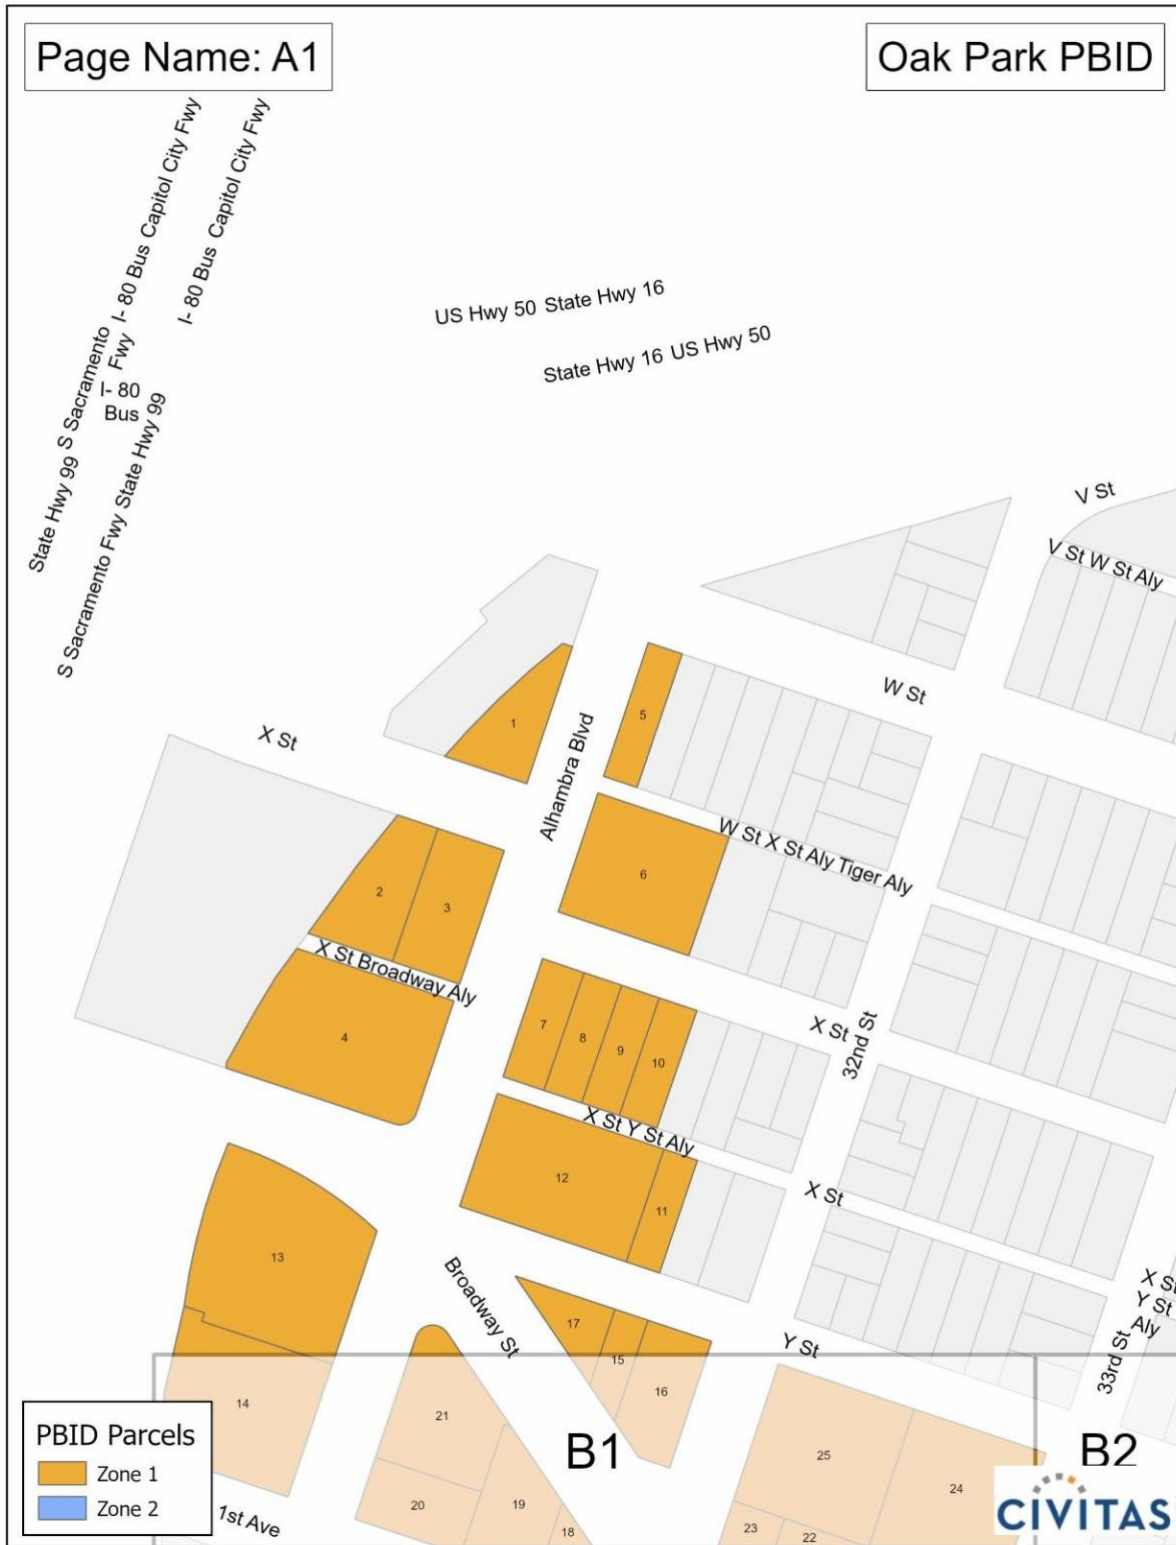 Page Name: A1
Oak Park PBID
I- 80 Bus Capitol City Fwy
I- 80 Bus Capitol City Fwy
US Hwy 50 State Hwy 16
State Hwy 16 US Hwy 50
S Sacramento
Fwy
I- 80
Bus
State Hwy 99
S Sacramento Fwy State Hwy 99
V St
V St W St Aly
W St
X St
Alhambra Blvd
1
5
W St X St Aly Tiger Aly
6
2
3
X St Broadway Aly
4
7
8
9
10
X St
32nd St
X St Y St Aly
12
11
X St
13
Broadway St
17
15
16
Y St
X St
Y St
Aly
33rd St
14
21
B1
25
24
B2
20
19
18
23
22
1st Ave
PBID Parcels
Zone 1
Zone 2
CIVITAS